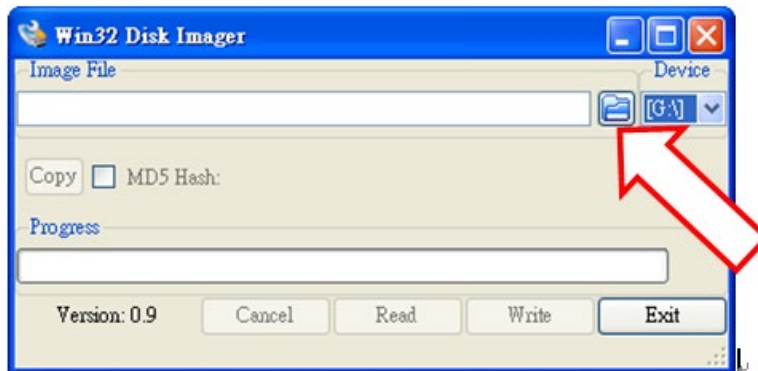 Win32 Disk Imager
Image File
Device
[G:\]
Copy
MD5 Hash:
Progress
Version: 0.9
Cancel
Read
Write
Exit